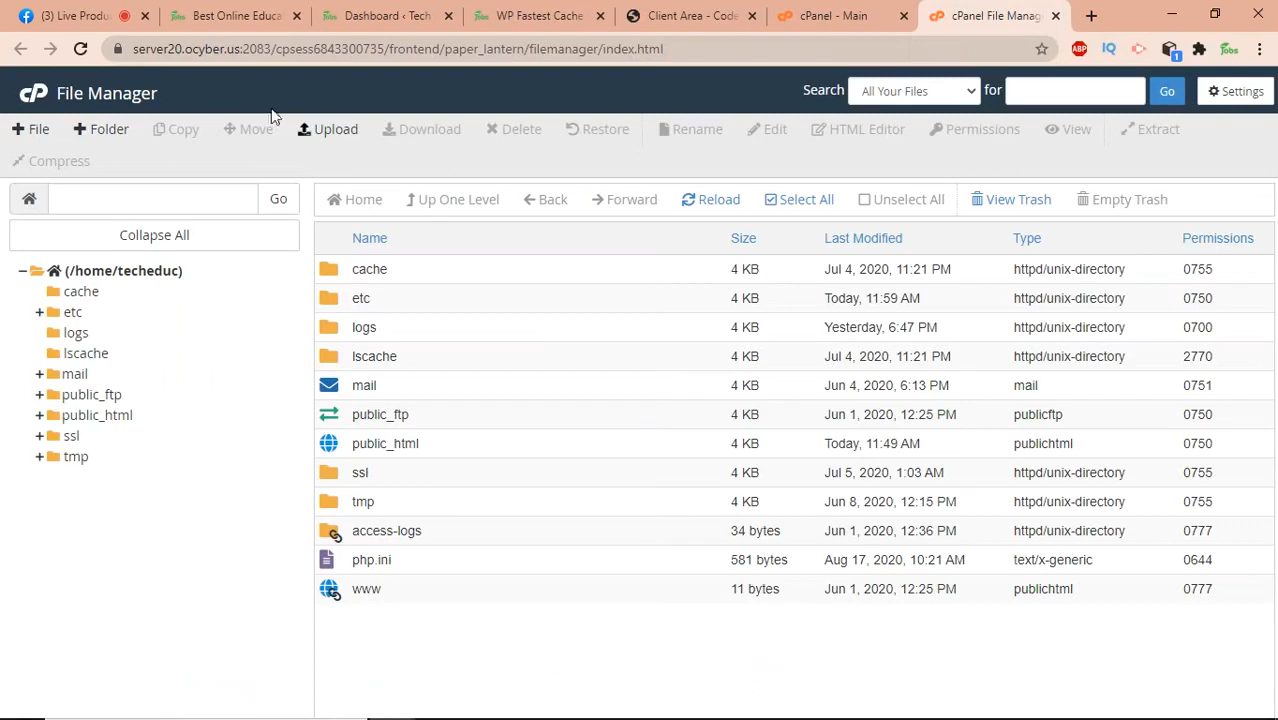 (3) Live Produ
Best Online Educa
Dashboard ‹ Tech
WP Fastest Cache
Client Area - Code
cPanel - Main
cPanel File Manag
server20.ocyber.us:2083/cpsess6843300735/frontend/paper_lantern/filemanager/index.html
ABP
IQ
1
Jobs
cP File Manager
Search
All Your Files
for
Go
Settings
+ File
+ Folder
Copy
Move
Upload
Download
Delete
Restore
Rename
Edit
HTML Editor
Permissions
View
Extract
Compress
Go
Home
Up One Level
Back
Forward
Reload
Select All
Unselect All
View Trash
Empty Trash
Collapse All
– (/home/techeduc)
cache
+ etc
logs
lscache
+ mail
+ public_ftp
+ public_html
+ ssl
+ tmp
Name Size Last Modified Type Permissions
cache 4 KB Jul 4, 2020, 11:21 PM httpd/unix-directory 0755
etc 4 KB Today, 11:59 AM httpd/unix-directory 0750
logs 4 KB Yesterday, 6:47 PM httpd/unix-directory 0700
lscache 4 KB Jul 4, 2020, 11:21 PM httpd/unix-directory 2770
mail 4 KB Jun 4, 2020, 6:13 PM mail 0751
public_ftp 4 KB Jun 1, 2020, 12:25 PM publicftp 0750
public_html 4 KB Today, 11:49 AM publichtml 0750
ssl 4 KB Jul 5, 2020, 1:03 AM httpd/unix-directory 0755
tmp 4 KB Jun 8, 2020, 12:15 PM httpd/unix-directory 0755
access-logs 34 bytes Jun 1, 2020, 12:36 PM httpd/unix-directory 0777
php.ini 581 bytes Aug 17, 2020, 10:21 AM text/x-generic 0644
www 11 bytes Jun 1, 2020, 12:25 PM publichtml 0777